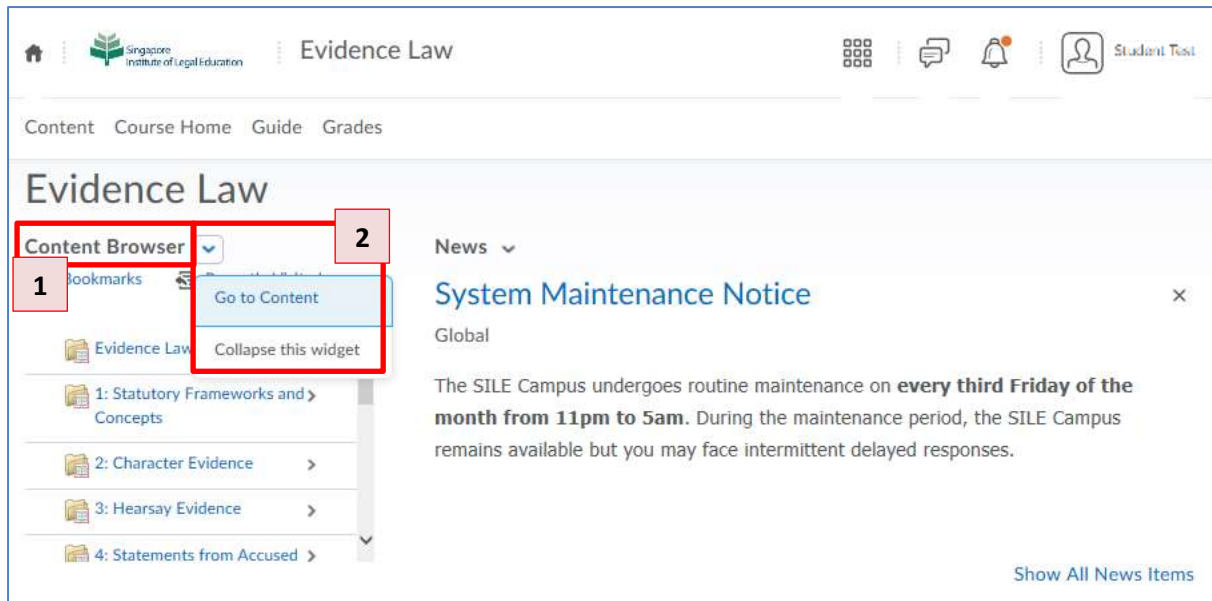 Singapore
Institute of Legal Education
Evidence Law
Student Test
Content Course Home Guide Grades
Evidence Law
Content Browser
2
News
1
Bookmarks
Go to Content
System Maintenance Notice
Global
Evidence Law
Collapse this widget
The SILE Campus undergoes routine maintenance on every third Friday of the
month from 11pm to 5am. During the maintenance period, the SILE Campus
remains available but you may face intermittent delayed responses.
1: Statutory Frameworks and
Concepts
2: Character Evidence
3: Hearsay Evidence
4: Statements from Accused
Show All News Items